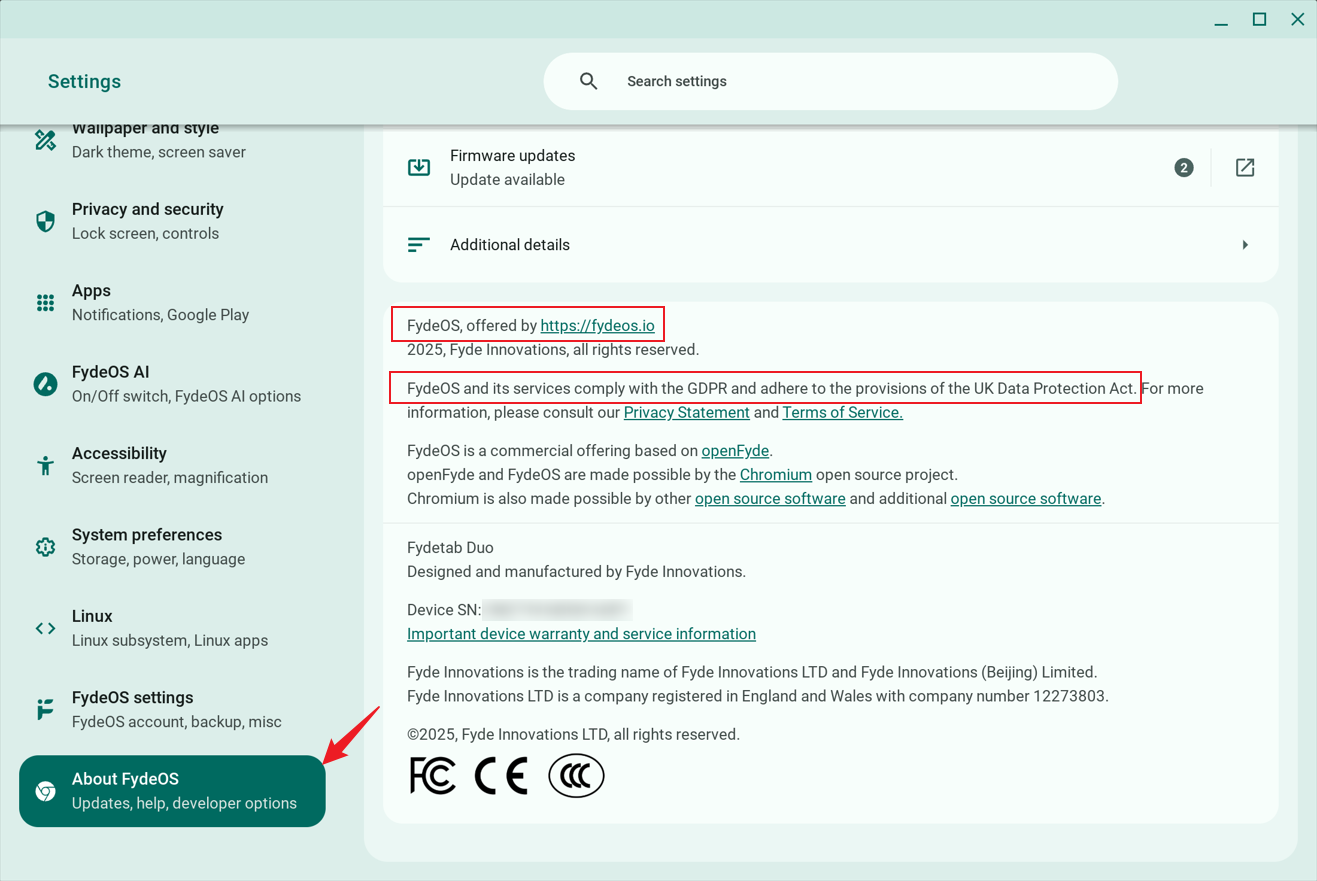 Settings
Search settings
Wallpaper and style
Dark theme, screen saver
Privacy and security
Lock screen, controls
Apps
Notifications, Google Play
FydeOS AI
On/Off switch, FydeOS AI options
Accessibility
Screen reader, magnification
System preferences
Storage, power, language
Linux
Linux subsystem, Linux apps
FydeOS settings
FydeOS account, backup, misc
About FydeOS
Updates, help, developer options
Firmware updates
Update available
2
Additional details
FydeOS, offered by https://fydeos.io
2025, Fyde Innovations, all rights reserved.
FydeOS and its services comply with the GDPR and adhere to the provisions of the UK Data Protection Act. For more
information, please consult our Privacy Statement and Terms of Service.
FydeOS is a commercial offering based on openFyde.
openFyde and FydeOS are made possible by the Chromium open source project.
Chromium is also made possible by other open source software and additional open source software.
Fydetab Duo
Designed and manufactured by Fyde Innovations.
Device SN:
Important device warranty and service information
Fyde Innovations is the trading name of Fyde Innovations LTD and Fyde Innovations (Beijing) Limited.
Fyde Innovations LTD is a company registered in England and Wales with company number 12273803.
©2025, Fyde Innovations LTD, all rights reserved.
FC CE CCC